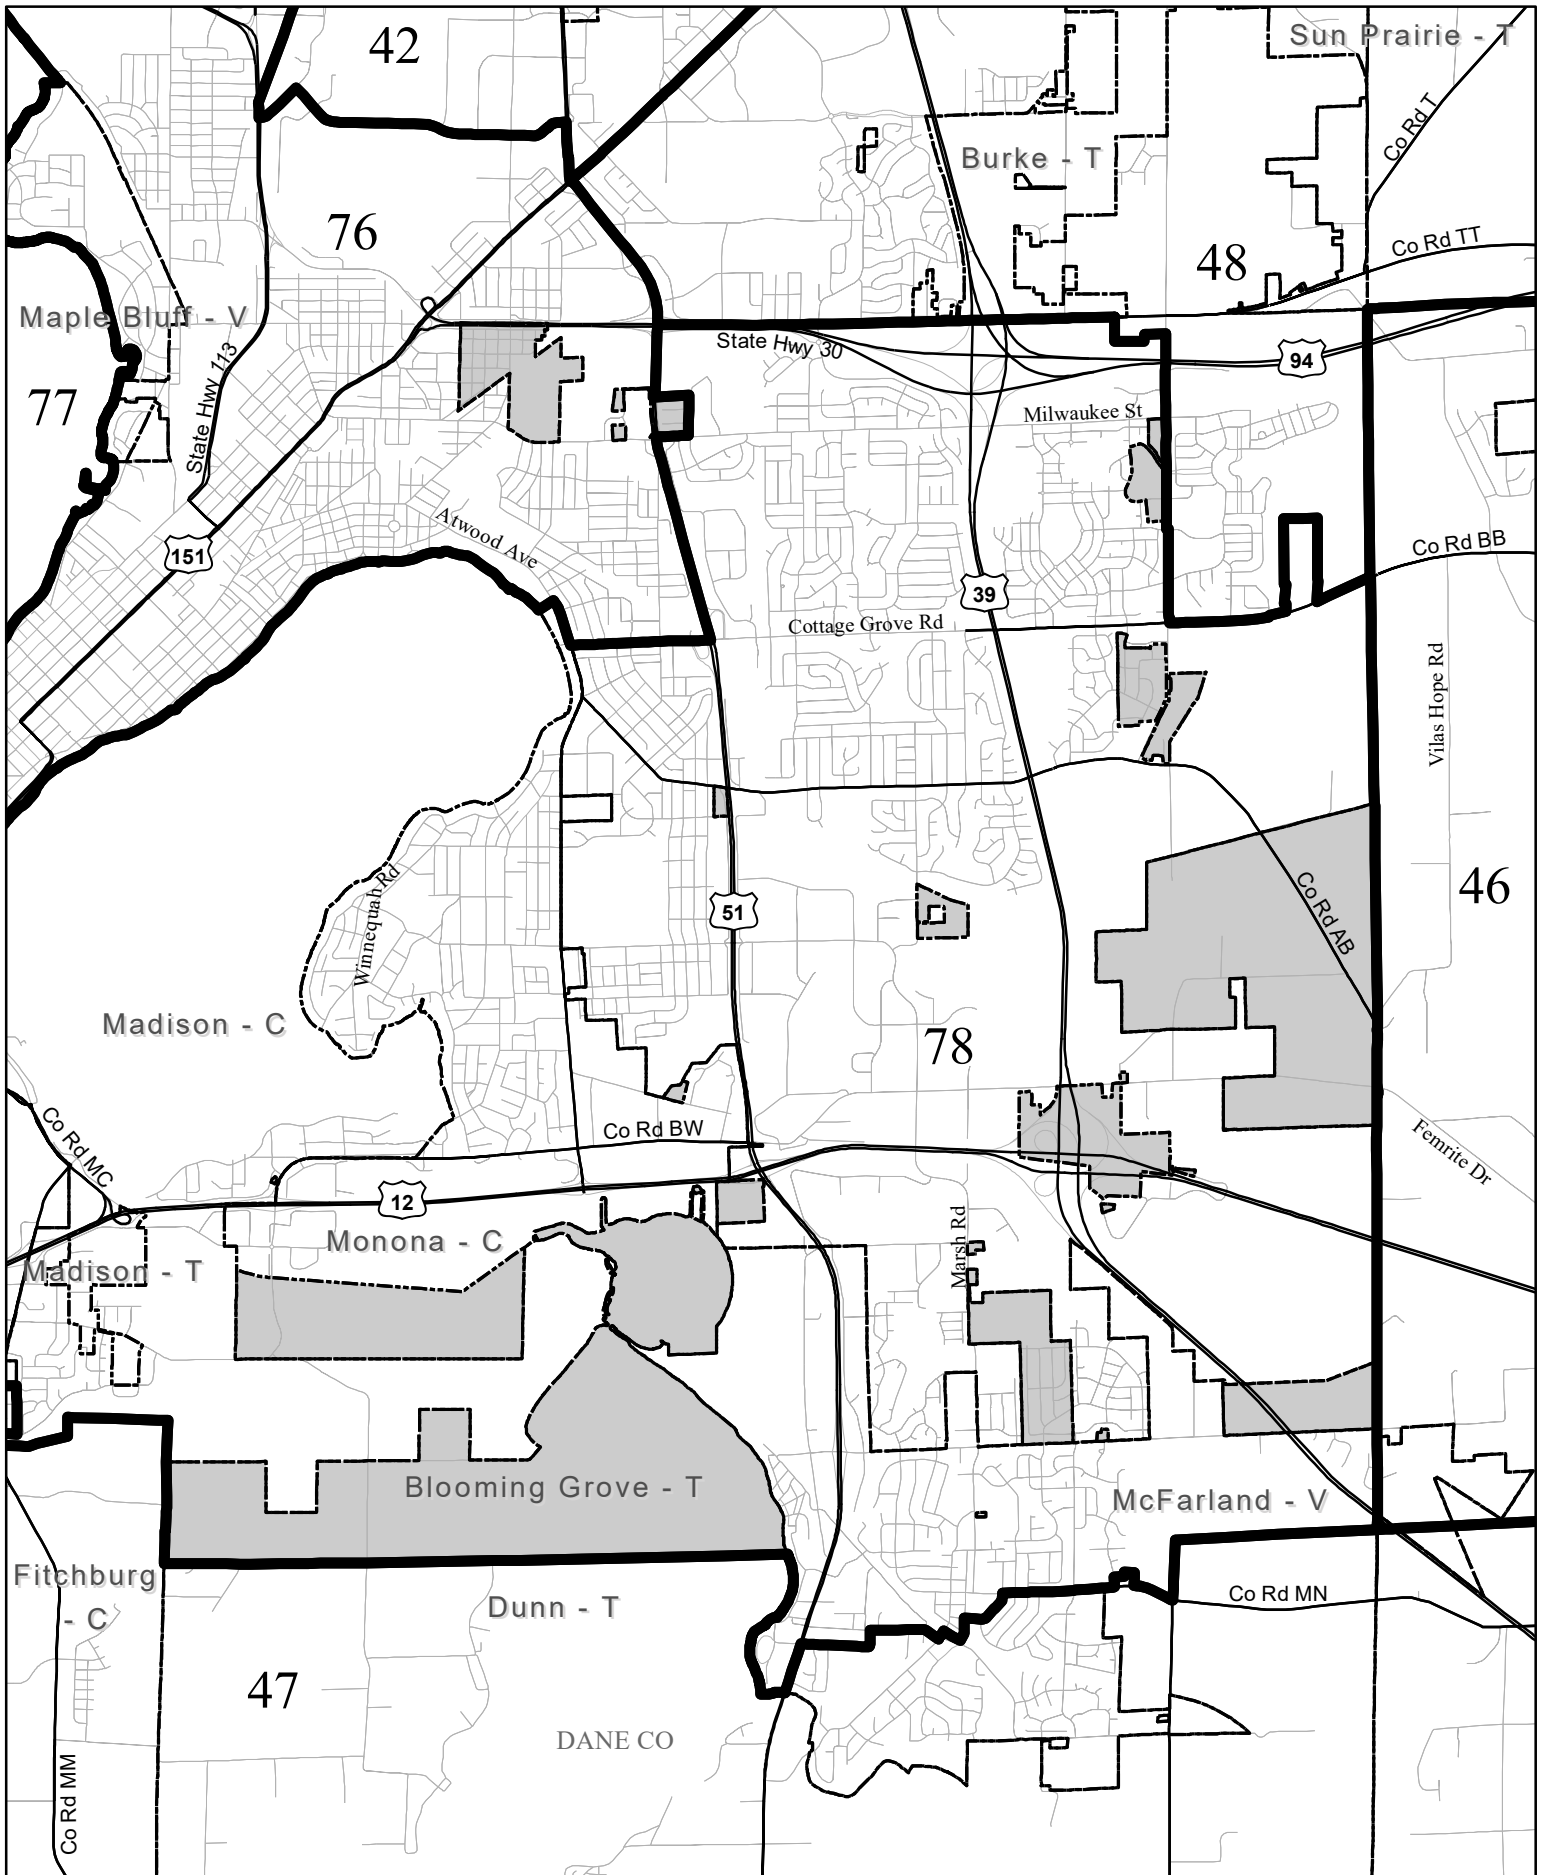 Sun Prairie - T
42
Co Rd T
Burke - T
76
48
Co Rd TT
Maple Bluff - V
State Hwy 30
94
State Hwy 113
77
Milwaukee St
Atwood Ave
151
Co Rd BB
39
Cottage Grove Rd
Vilas Hope Rd
46
Winnequah Rd
51
Co Rd AB
Madison - C
78
Co Rd MC
Co Rd BW
Femrite Dr
12
Monona - C
Marsh Rd
Madison - T
Blooming Grove - T
McFarland - V
Fitchburg
- C
Dunn - T
Co Rd MN
47
DANE CO
Co Rd MM